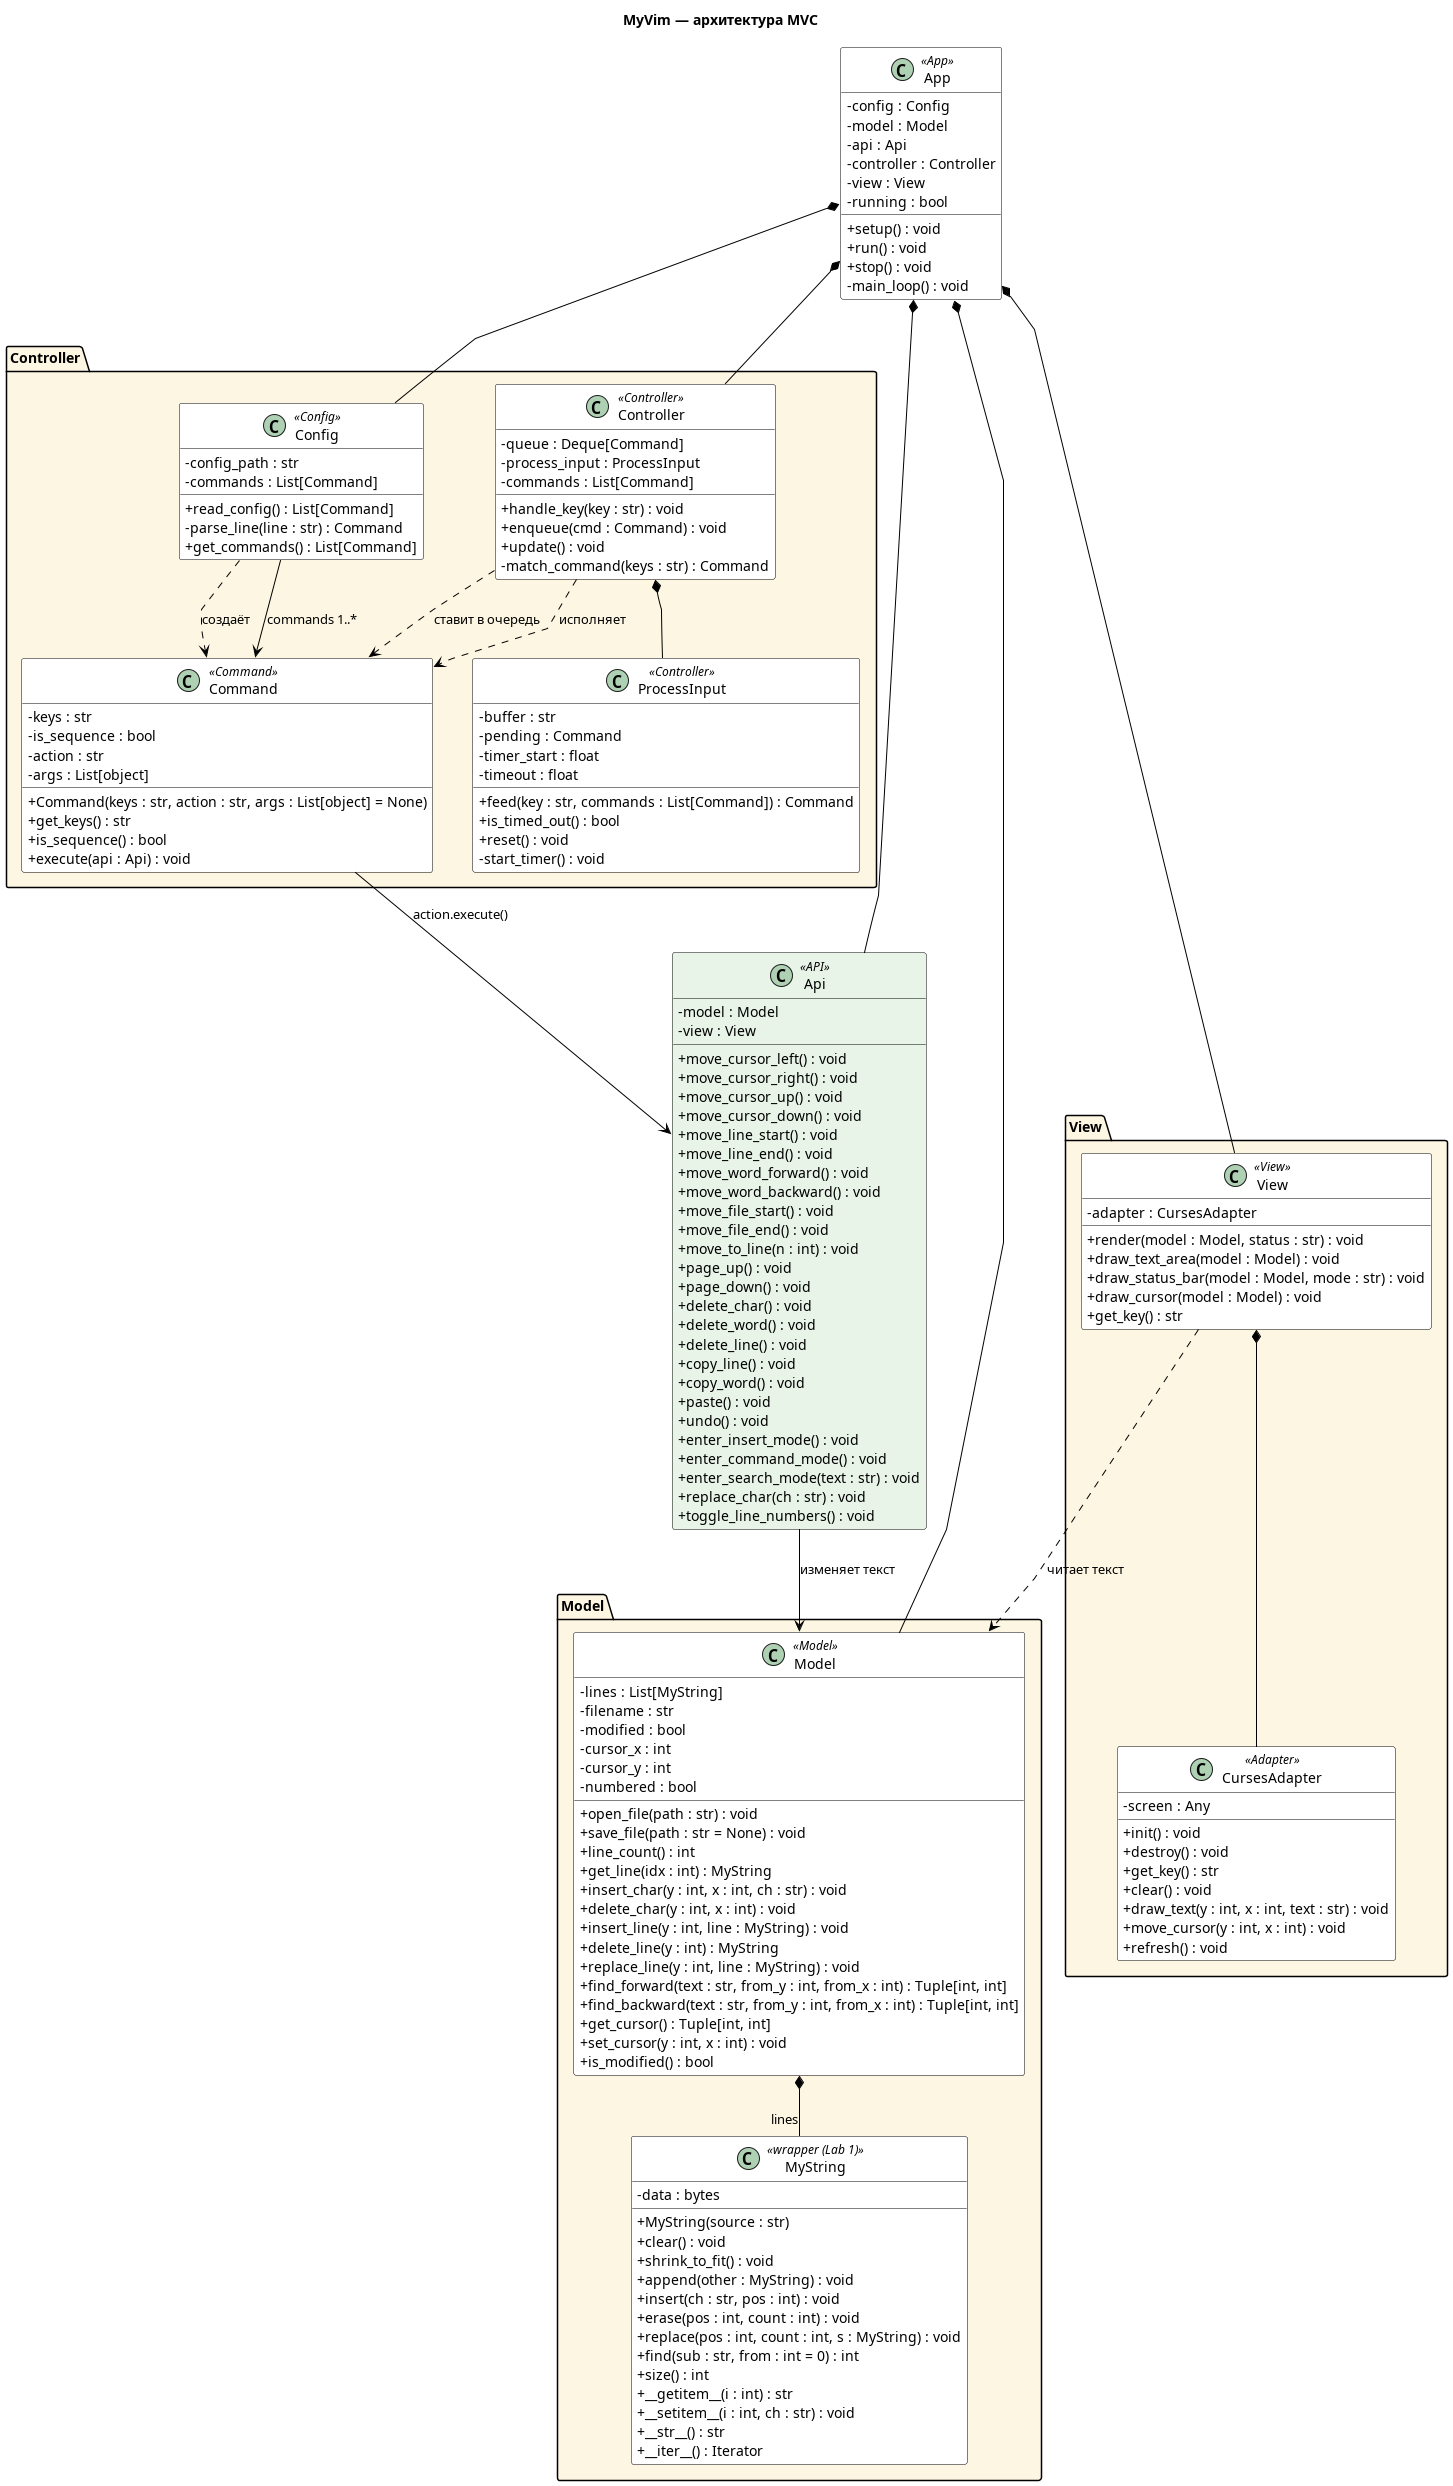 MyVim — архитектура MVC
C
«App»
App
-config : Config
-model : Model
-api : Api
-controller : Controller
-view : View
-running : bool
+setup() : void
+run() : void
+stop() : void
-main_loop() : void
Controller
C
«Config»
Config
-config_path : str
-commands : List[Command]
+read_config() : List[Command]
-parse_line(line : str) : Command
+get_commands() : List[Command]
C
«Controller»
Controller
-queue : Deque[Command]
-process_input : ProcessInput
-commands : List[Command]
+handle_key(key : str) : void
+enqueue(cmd : Command) : void
+update() : void
-match_command(keys : str) : Command
создаёт
commands 1..*
ставит в очередь
исполняет
C
«Command»
Command
-keys : str
-is_sequence : bool
-action : str
-args : List[object]
+Command(keys : str, action : str, args : List[object] = None)
+get_keys() : str
+is_sequence() : bool
+execute(api : Api) : void
C
«Controller»
ProcessInput
-buffer : str
-pending : Command
-timer_start : float
-timeout : float
+feed(key : str, commands : List[Command]) : Command
+is_timed_out() : bool
+reset() : void
-start_timer() : void
action.execute()
C
«API»
Api
-model : Model
-view : View
+move_cursor_left() : void
+move_cursor_right() : void
+move_cursor_up() : void
+move_cursor_down() : void
+move_line_start() : void
+move_line_end() : void
+move_word_forward() : void
+move_word_backward() : void
+move_file_start() : void
+move_file_end() : void
+move_to_line(n : int) : void
+page_up() : void
+page_down() : void
+delete_char() : void
+delete_word() : void
+delete_line() : void
+copy_line() : void
+copy_word() : void
+paste() : void
+undo() : void
+enter_insert_mode() : void
+enter_command_mode() : void
+enter_search_mode(text : str) : void
+replace_char(ch : str) : void
+toggle_line_numbers() : void
View
C
«View»
View
-adapter : CursesAdapter
+render(model : Model, status : str) : void
+draw_text_area(model : Model) : void
+draw_status_bar(model : Model, mode : str) : void
+draw_cursor(model : Model) : void
+get_key() : str
изменяет текст
читает текст
Model
C
«Model»
Model
-lines : List[MyString]
-filename : str
-modified : bool
-cursor_x : int
-cursor_y : int
-numbered : bool
+open_file(path : str) : void
+save_file(path : str = None) : void
+line_count() : int
+get_line(idx : int) : MyString
+insert_char(y : int, x : int, ch : str) : void
+delete_char(y : int, x : int) : void
+insert_line(y : int, line : MyString) : void
+delete_line(y : int) : MyString
+replace_line(y : int, line : MyString) : void
+find_forward(text : str, from_y : int, from_x : int) : Tuple[int, int]
+find_backward(text : str, from_y : int, from_x : int) : Tuple[int, int]
+get_cursor() : Tuple[int, int]
+set_cursor(y : int, x : int) : void
+is_modified() : bool
C
«Adapter»
CursesAdapter
-screen : Any
+init() : void
+destroy() : void
+get_key() : str
+clear() : void
+draw_text(y : int, x : int, text : str) : void
+move_cursor(y : int, x : int) : void
+refresh() : void
lines
C
«wrapper (Lab 1)»
MyString
-data : bytes
+MyString(source : str)
+clear() : void
+shrink_to_fit() : void
+append(other : MyString) : void
+insert(ch : str, pos : int) : void
+erase(pos : int, count : int) : void
+replace(pos : int, count : int, s : MyString) : void
+find(sub : str, from : int = 0) : int
+size() : int
+__getitem__(i : int) : str
+__setitem__(i : int, ch : str) : void
+__str__() : str
+__iter__() : Iterator